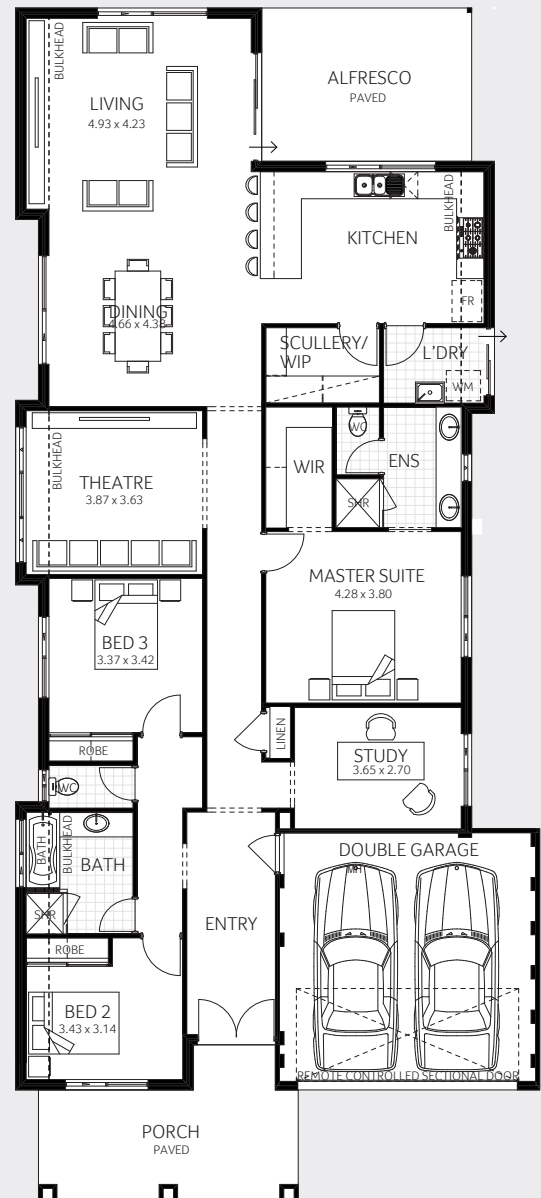 BULKHEAD
LIVING
4.93 x 4.23
ALFRESCO
PAVED
BULKHEAD
KITCHEN
FR
DINING
4.66 x 4.38
SCULLERY/
WIP
L'DRY
WM
BULKHEAD
THEATRE
3.87 x 3.63
WIR
WC
ENS
SHR
MASTER SUITE
4.28 x 3.80
BED 3
3.37 x 3.42
ROBE
LINEN
STUDY
3.65 x 2.70
WC
BATH
BULKHEAD
BATH
SHR
DOUBLE GARAGE
MH
ENTRY
ROBE
BED 2
3.43 x 3.14
REMOTE CONTROLLED SECTIONAL DOOR
PORCH
PAVED